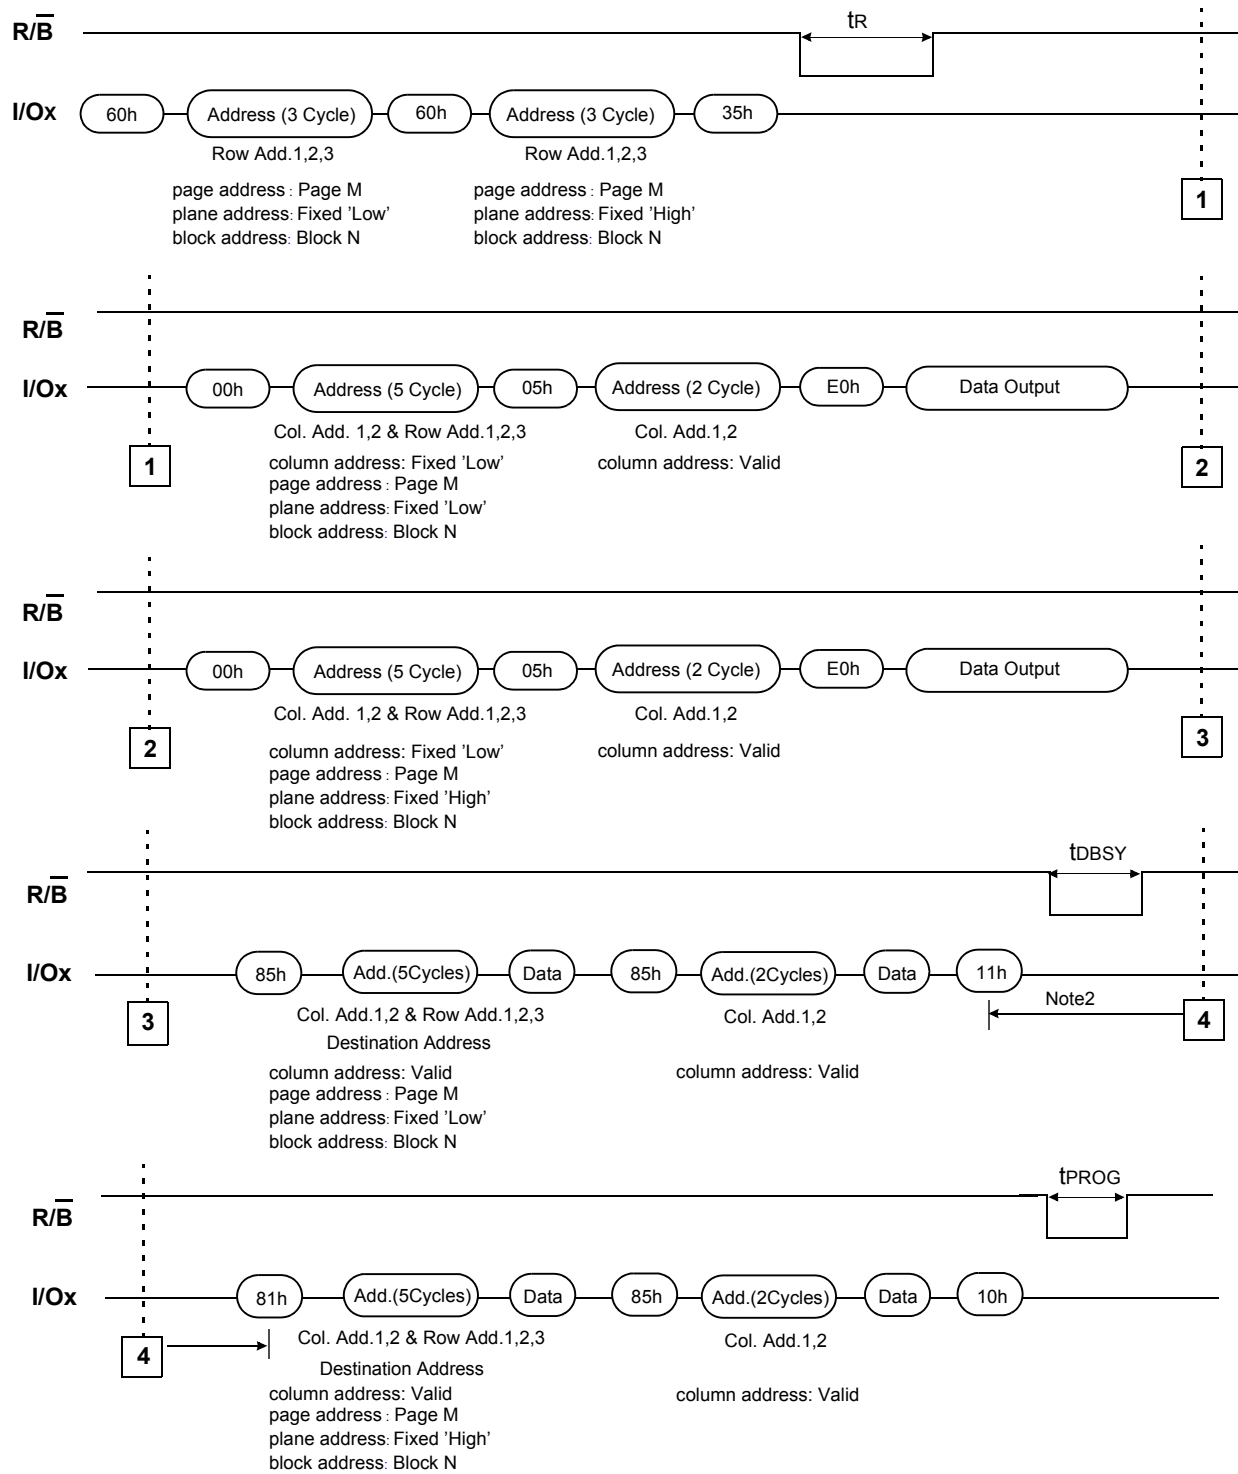 R/B tR
I/Ox 60h Address (3 Cycle) 60h Address (3 Cycle) 35h
Row Add.1,2,3 Row Add.1,2,3
page address : Page M page address : Page M
plane address: Fixed ’Low’ plane address: Fixed ’High’
block address: Block N block address: Block N
1
R/B
I/Ox 00h Address (5 Cycle) 05h Address (2 Cycle) E0h Data Output
Col. Add. 1,2 & Row Add.1,2,3 Col. Add.1,2
1 column address: Fixed ’Low’ column address: Valid 2
page address : Page M
plane address: Fixed ’Low’
block address: Block N
R/B
I/Ox 00h Address (5 Cycle) 05h Address (2 Cycle) E0h Data Output
Col. Add. 1,2 & Row Add.1,2,3 Col. Add.1,2
2 column address: Fixed ’Low’ column address: Valid 3
page address : Page M
plane address: Fixed ’High’
block address: Block N
R/B tDBSY
I/Ox 85h Add.(5Cycles) Data 85h Add.(2Cycles) Data 11h
Note2
3 Col. Add.1,2 & Row Add.1,2,3 Col. Add.1,2 4
Destination Address
column address: Valid column address: Valid
page address : Page M
plane address: Fixed ’Low’
block address: Block N
R/B tPROG
I/Ox 81h Add.(5Cycles) Data 85h Add.(2Cycles) Data 10h
4 Col. Add.1,2 & Row Add.1,2,3 Col. Add.1,2
Destination Address
column address: Valid column address: Valid
page address : Page M
plane address: Fixed ’High’
block address: Block N